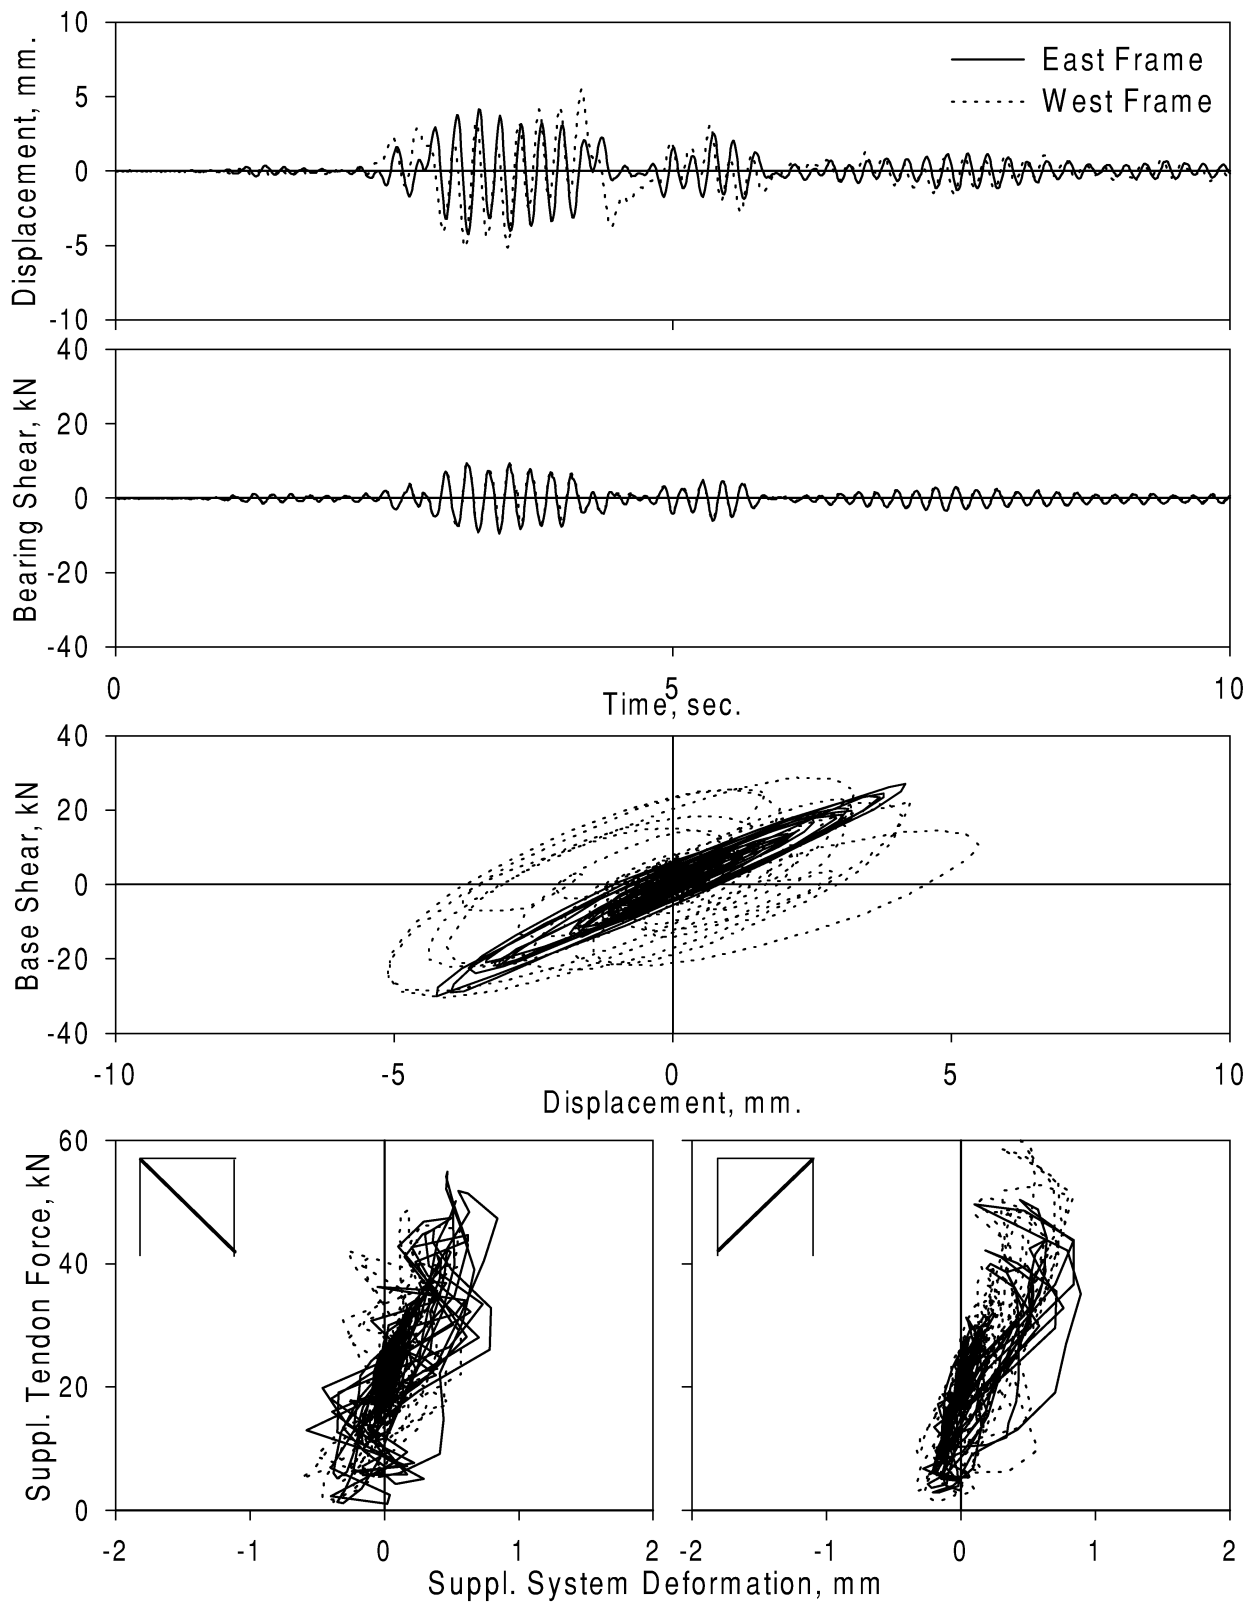 10
5
0
-5
-10
Displacement, mm.
East Frame
West Frame
40
20
0
-20
-40
Bearing Shear, kN
0 5 10
Time, sec.
40
20
0
-20
-40
Base Shear, kN
-10 -5 0 5 10
Displacement, mm.
60
40
20
0
Suppl. Tendon Force, kN
-2 -1 0 1 2 -2 -1 0 1 2
Suppl. System Deformation, mm